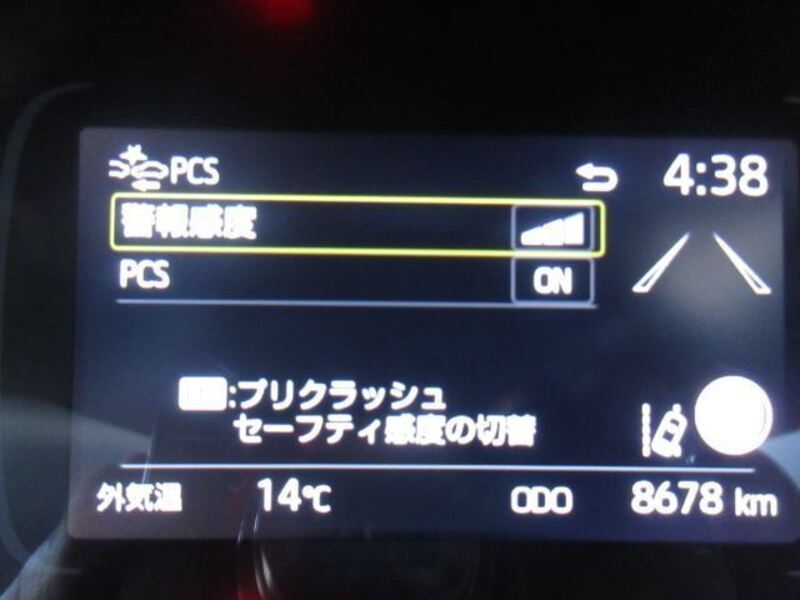 PCS 4:38
警報感度
PCS ON
:プリクラッシュ
セーフティ感度の切替
外気温 14℃ ODO 8678 km